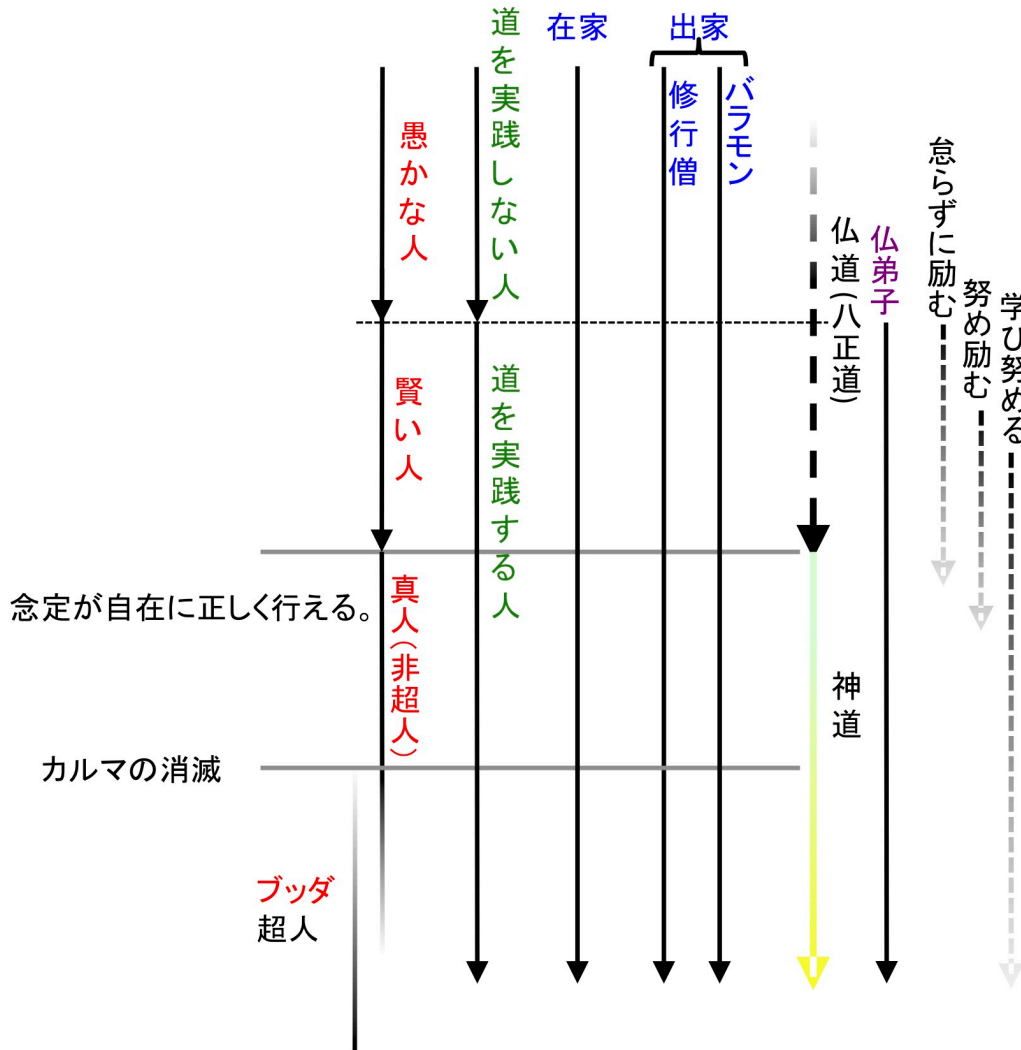 在家
出家
道を実践しない人
修行僧
バラモン
愚かな人
怠らずに励む
仏道(八正道)
仏弟子
努め励む
学び努める
賢い人
道を実践する人
真人(非超人)
念定が自在に正しく行える。
神道
カルマの消滅
ブッダ
超人